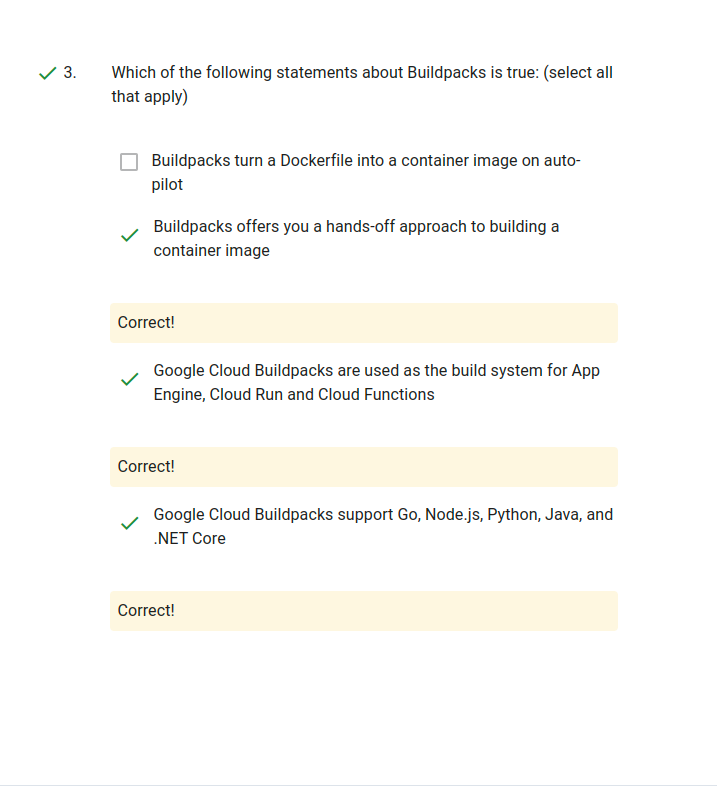 3. Which of the following statements about Buildpacks is true: (select all
that apply)
Buildpacks turn a Dockerfile into a container image on auto-
pilot
Buildpacks offers you a hands-off approach to building a
container image
Correct!
Google Cloud Buildpacks are used as the build system for App
Engine, Cloud Run and Cloud Functions
Correct!
Google Cloud Buildpacks support Go, Node.js, Python, Java, and
.NET Core
Correct!